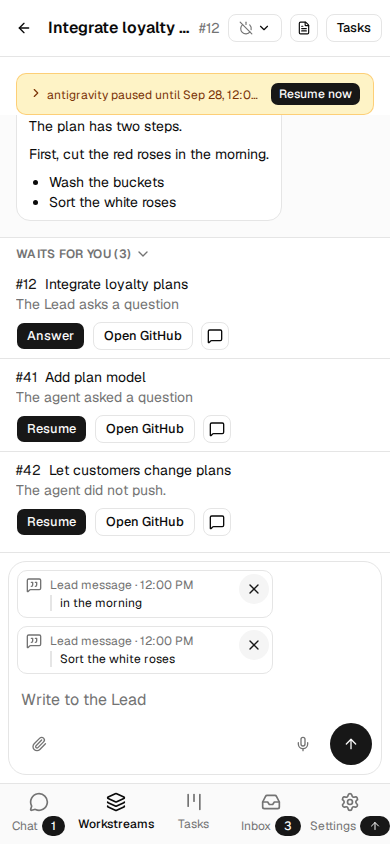 Integrate loyalty ... #12 Tasks
antigravity paused until Sep 28, 12:0... Resume now
The plan has two steps.
First, cut the red roses in the morning.
• Wash the buckets
• Sort the white roses
WAITS FOR YOU (3)
#12 Integrate loyalty plans
The Lead asks a question
Answer Open GitHub
#41 Add plan model
The agent asked a question
Resume Open GitHub
#42 Let customers change plans
The agent did not push.
Resume Open GitHub
Lead message · 12:00 PM
in the morning
Lead message · 12:00 PM
Sort the white roses
Write to the Lead
Chat 1 Workstreams Tasks Inbox 3 Settings